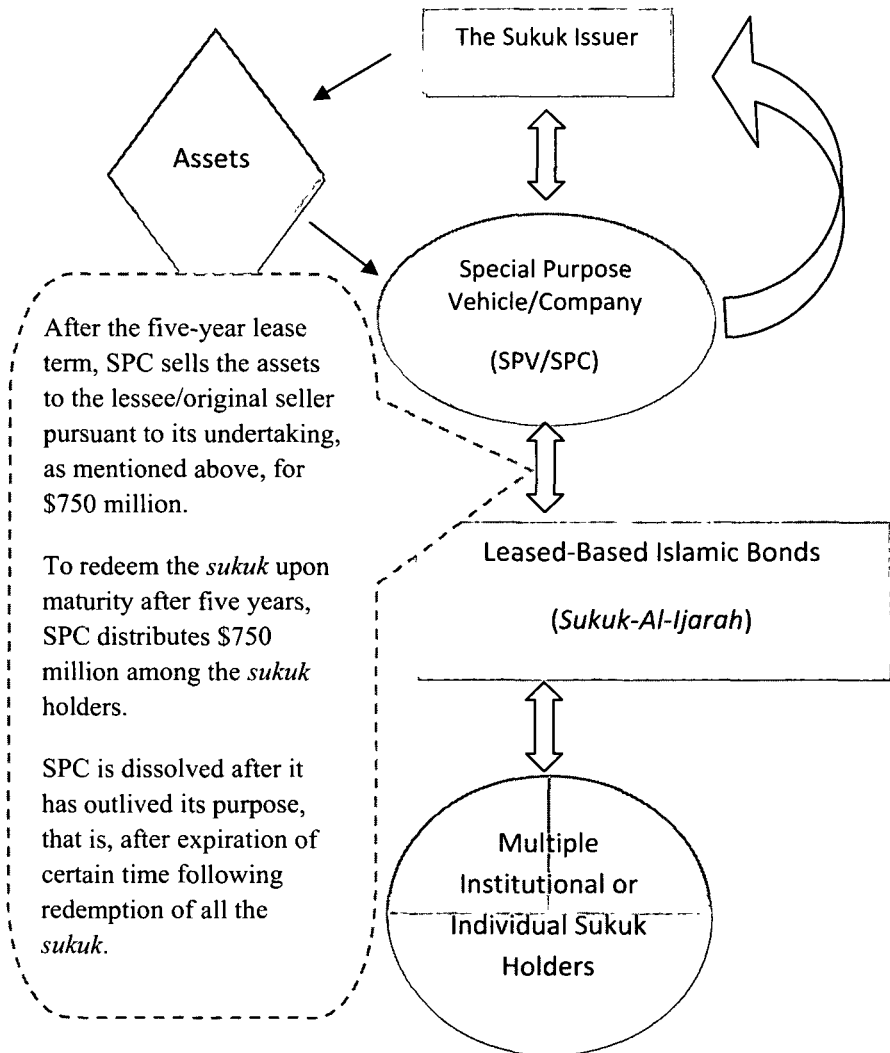 The Sukuk Issuer
Assets
Special Purpose
Vehicle/Company
(SPV/SPC)
After the five-year lease
term, SPC sells the assets
to the lessee/original seller
pursuant to its undertaking,
as mentioned above, for
$750 million.
To redeem the sukuk upon
maturity after five years,
SPC distributes $750
million among the sukuk
holders.
SPC is dissolved after it
has outlived its purpose,
that is, after expiration of
certain time following
redemption of all the
sukuk.
Leased-Based Islamic Bonds
(Sukuk-Al-Ijarah)
Multiple
Institutional or
Individual Sukuk
Holders